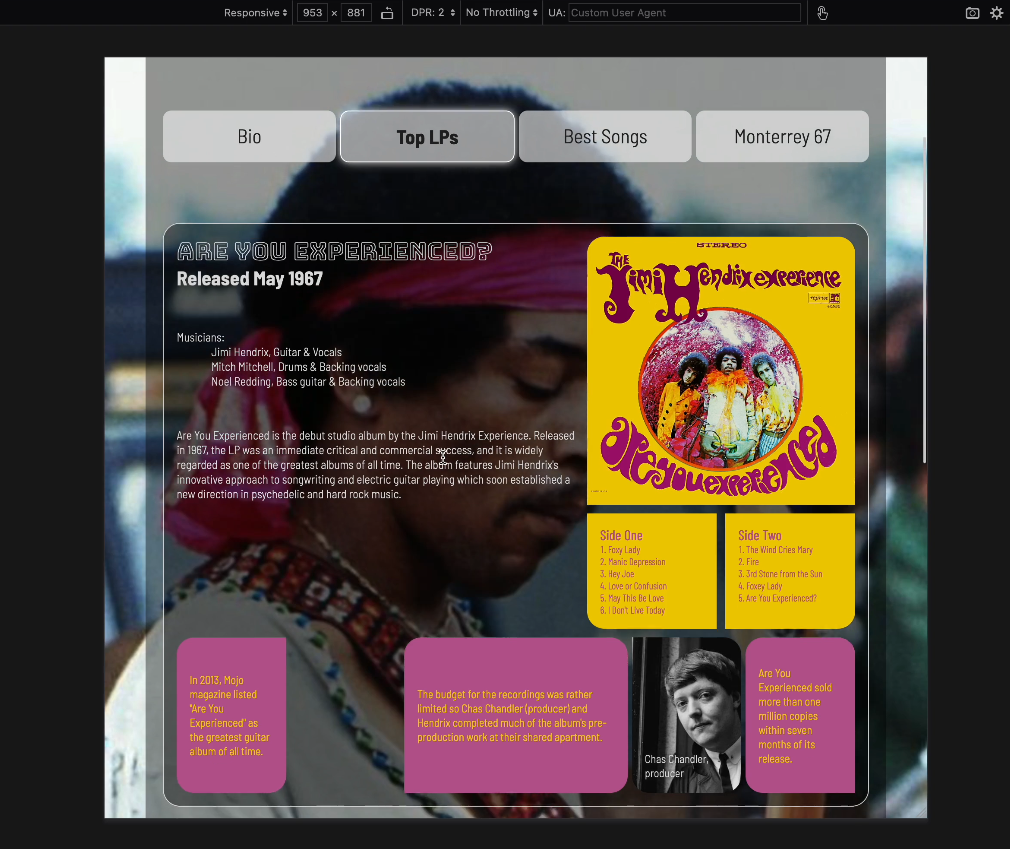 Responsive 953 × 881 DPR: 2 No Throttling UA: Custom User Agent
Bio
Top LPs
Best Songs
Monterrey 67
ARE YOU EXPERIENCED?
Released May 1967
Musicians:
Jimi Hendrix, Guitar & Vocals
Mitch Mitchell, Drums & Backing vocals
Noel Redding, Bass guitar & Backing vocals
Are You Experienced is the debut studio album by the Jimi Hendrix Experience. Released
in 1967, the LP was an immediate critical and commercial success, and it is widely
regarded as one of the greatest albums of all time. The album features Jimi Hendrix's
innovative approach to songwriting and electric guitar playing which soon established a
new direction in psychedelic and hard rock music.
STEREO
THE
Jimi Hendrix experience
are you experienced
Side One
1. Foxy Lady
2. Manic Depression
3. Hey Joe
4. Love or Confusion
5. May This Be Love
6. I Don't Live Today
Side Two
1. The Wind Cries Mary
2. Fire
3. 3rd Stone from the Sun
4. Foxey Lady
5. Are You Experienced?
In 2013, Mojo
magazine listed
"Are You
Experienced" as
the greatest guitar
album of all time.
The budget for the recordings was rather
limited so Chas Chandler (producer) and
Hendrix completed much of the album's pre-
production work at their shared apartment.
Chas Chandler,
producer
Are You
Experienced sold
more than one
million copies
within seven
months of its
release.